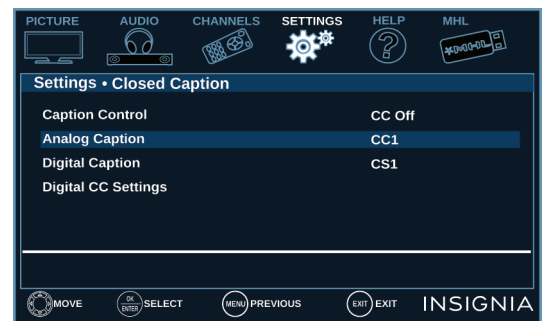 PICTURE AUDIO CHANNELS SETTINGS HELP MHL
MHL
Settings • Closed Caption
Caption Control CC Off
Analog Caption CC1
Digital Caption CS1
Digital CC Settings
MOVE OK ENTER SELECT MENU PREVIOUS EXIT EXIT INSIGNIA